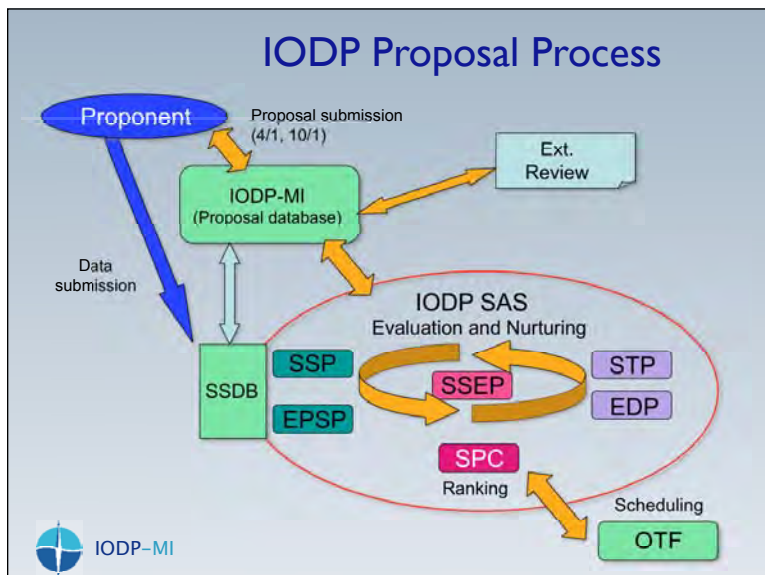 IODP Proposal Process
Proponent
Proposal submission
(4/1, 10/1)
Ext.
Review
IODP-MI
(Proposal database)
Data
submission
IODP SAS
Evaluation and Nurturing
SSDB
SSP
EPSP
SSEP
STP
EDP
SPC
Ranking
Scheduling
OTF
IODP-MI